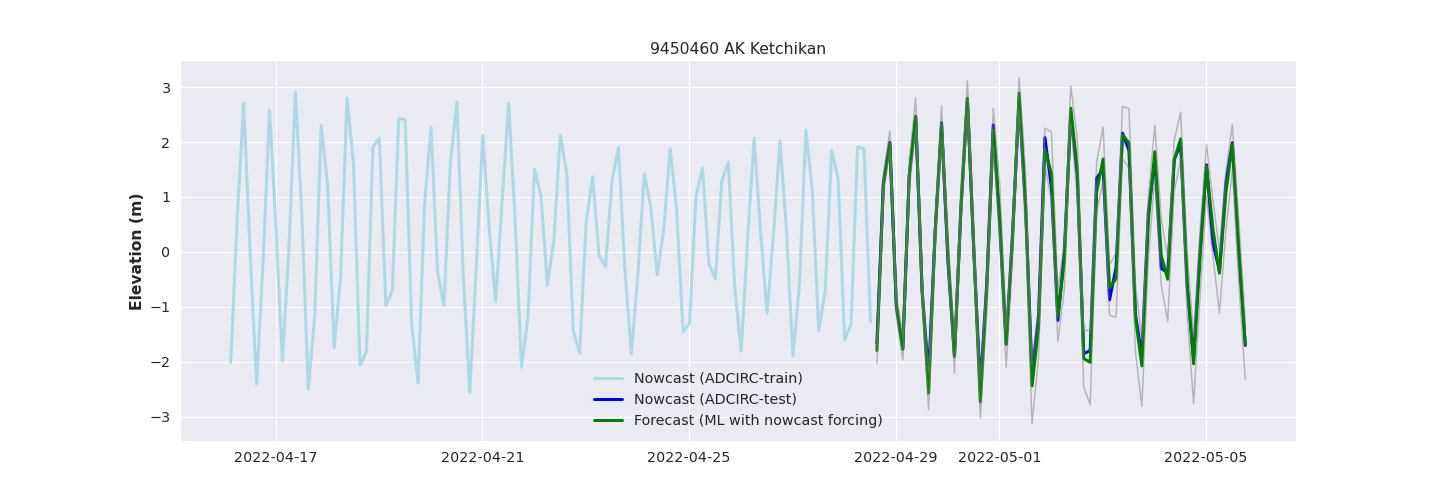 9450460 AK Ketchikan
Elevation (m)
3
2
1
0
−1
−2
−3
Nowcast (ADCIRC-train)
Nowcast (ADCIRC-test)
Forecast (ML with nowcast forcing)
2022-04-17
2022-04-21
2022-04-25
2022-04-29
2022-05-01
2022-05-05